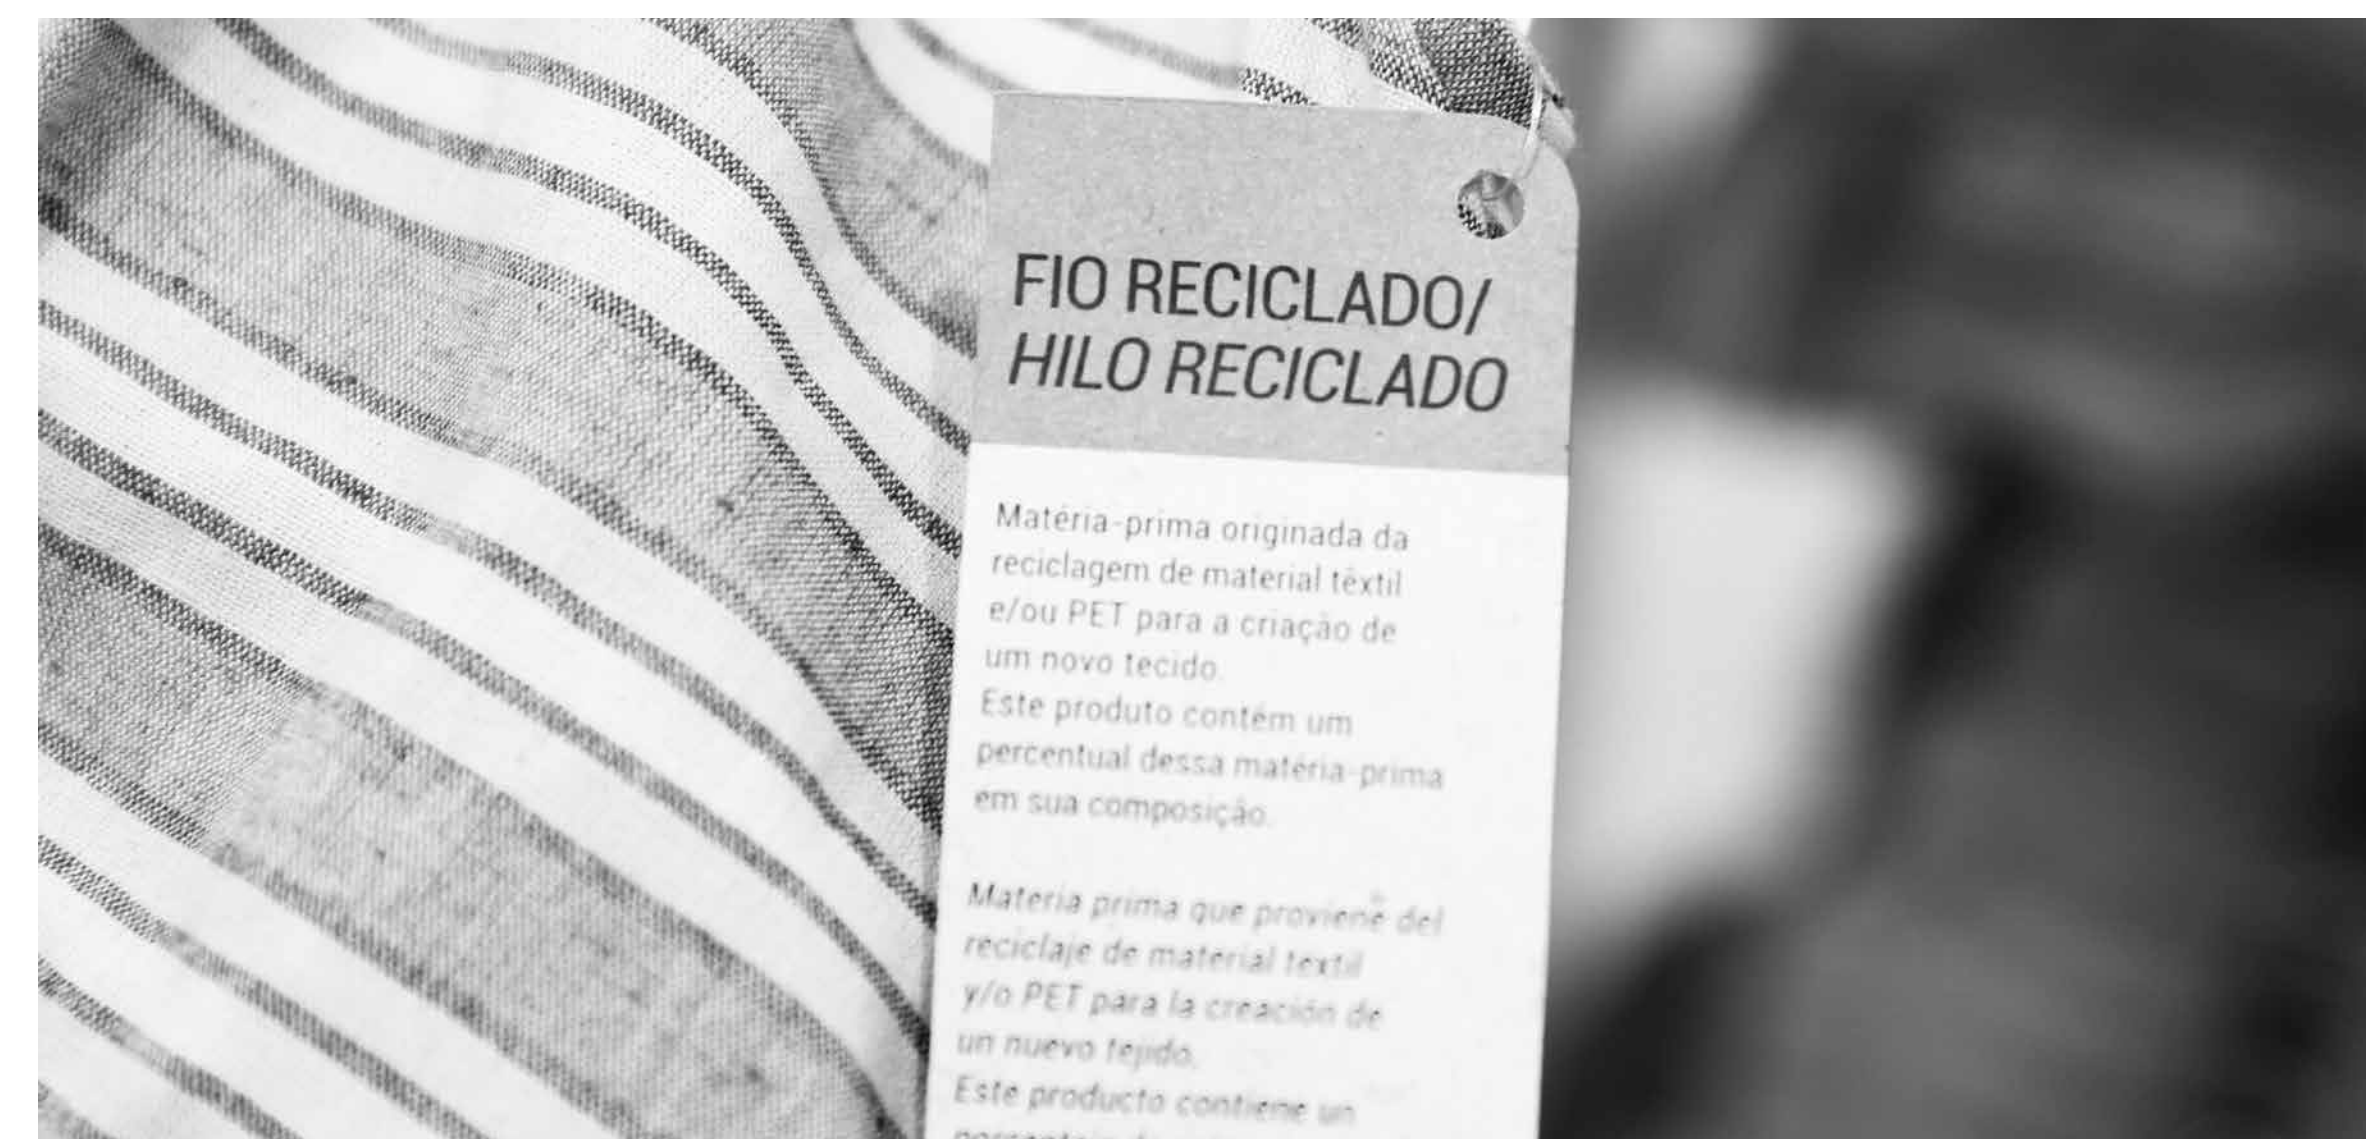 FIO RECICLADO/
HILO RECICLADO
Matéria-prima originada da
reciclagem de material têxtil
e/ou PET para a criação de
um novo tecido.
Este produto contém um
percentual dessa matéria-prima
em sua composição.
Materia prima que proviene del
reciclaje de material textil
y/o PET para la creación de
un nuevo tejido.
Este producto contiene un